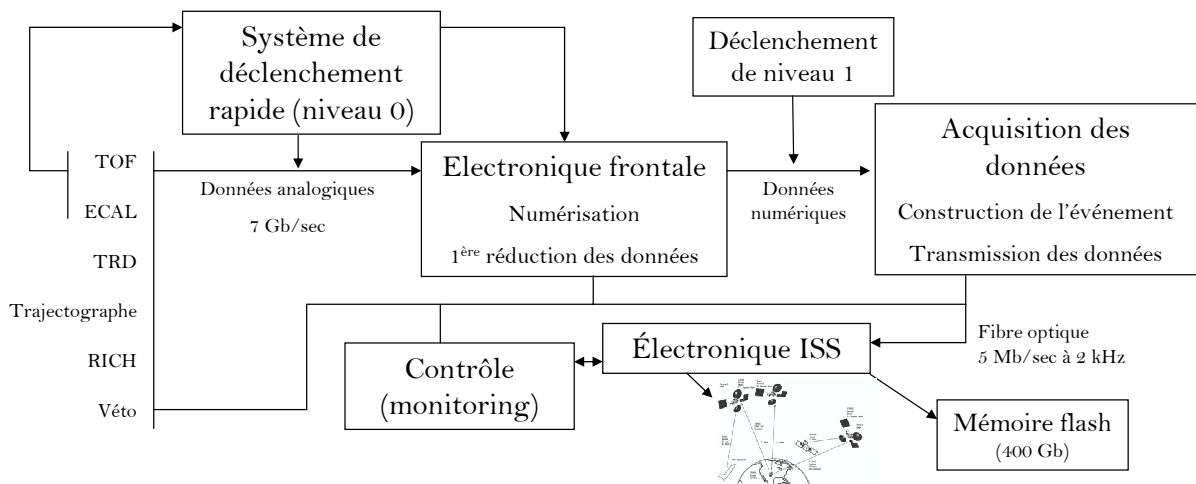 Système de
déclenchement
rapide (niveau 0)
Déclenchement
de niveau 1
TOF
ECAL
TRD
Trajectographe
RICH
Véto
Données analogiques
7 Gb/sec
Electronique frontale
Numérisation
1ère réduction des données
Données
numériques
Acquisition des
données
Construction de l'événement
Transmission des données
Fibre optique
5 Mb/sec à 2 kHz
Électronique ISS
Contrôle
(monitoring)
Mémoire flash
(400 Gb)